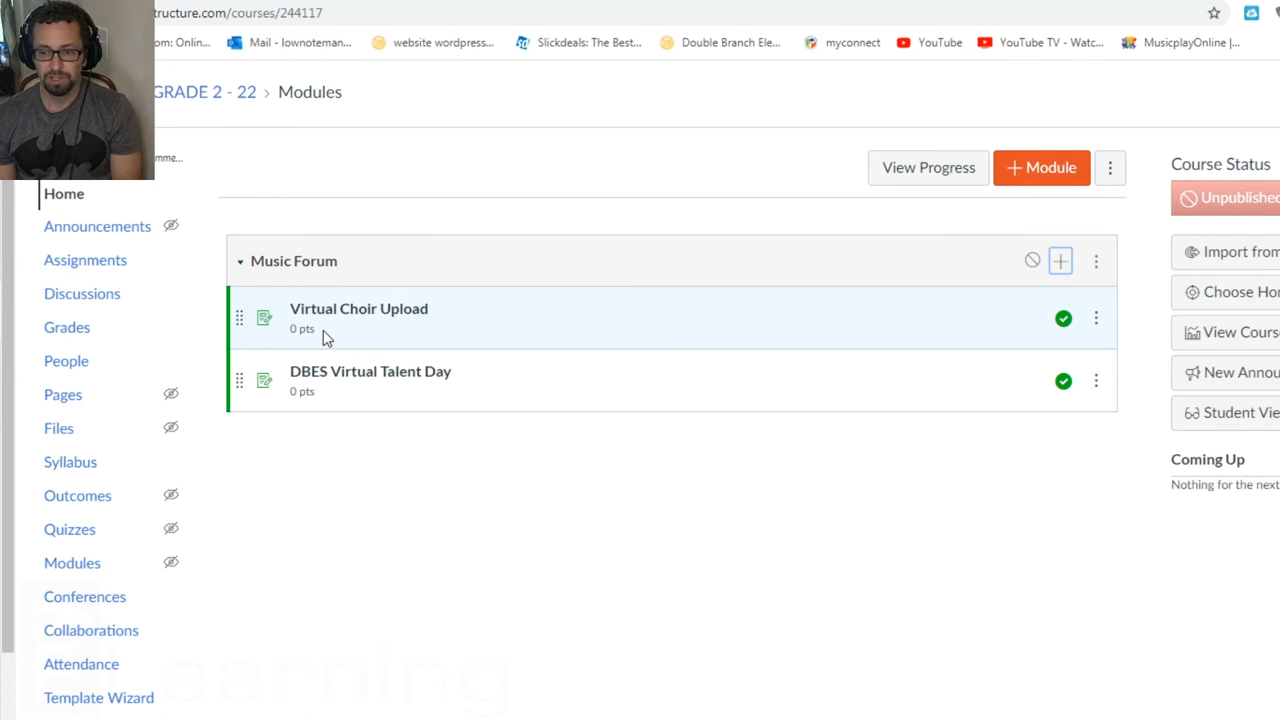 structure.com/courses/244117
om: Onlin... Mail - lownoteman... website wordpress... Slickdeals: The Best... Double Branch Ele... myconnect YouTube YouTube TV - Watc... MusicplayOnline |...
GRADE 2 - 22 > Modules
mme...
View Progress + Module
Course Status
Unpublished
Home
Announcements
Assignments
Discussions
Grades
People
Pages
Files
Syllabus
Outcomes
Quizzes
Modules
Conferences
Collaborations
Attendance
Template Wizard
Music Forum
Virtual Choir Upload
0 pts
DBES Virtual Talent Day
0 pts
Import from
Choose Ho
View Cours
New Annou
Student Vie
Coming Up
Nothing for the next
Learning